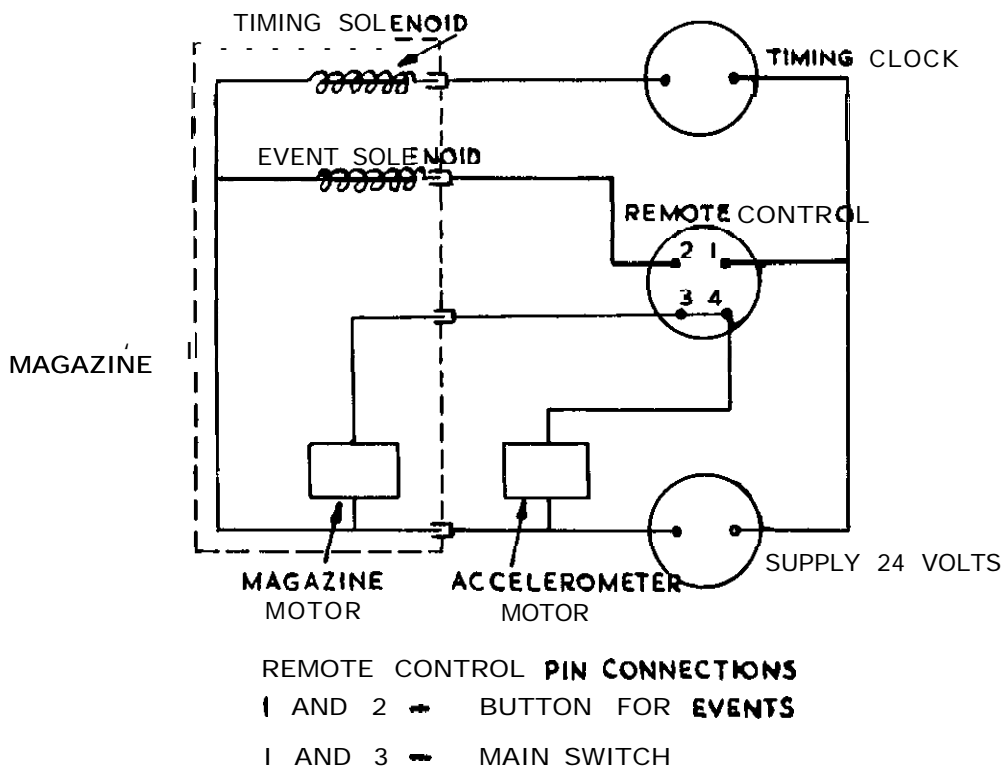 TIMING SOLENOID
TIMING CLOCK
EVENT SOLENOID
REMOTE CONTROL
2 1
3 4
MAGAZINE
SUPPLY 24 VOLTS
MAGAZINE
MOTOR
ACCELEROMETER
MOTOR
REMOTE CONTROL PIN CONNECTIONS
1 AND 2 - BUTTON FOR EVENTS
1 AND 3 - MAIN SWITCH